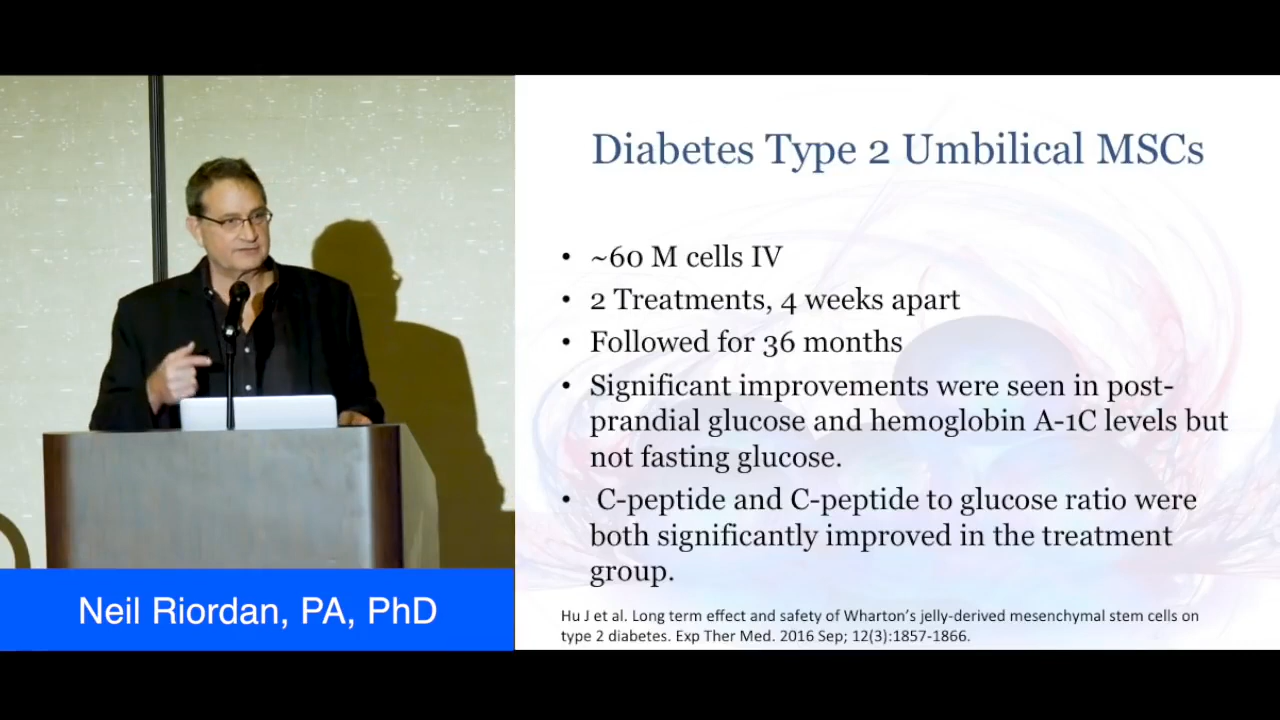 Diabetes Type 2 Umbilical MSCs
• ~60 M cells IV
• 2 Treatments, 4 weeks apart
• Followed for 36 months
• Significant improvements were seen in post-
prandial glucose and hemoglobin A-1C levels but
not fasting glucose.
• C-peptide and C-peptide to glucose ratio were
both significantly improved in the treatment
group.
Hu J et al. Long term effect and safety of Wharton's jelly-derived mesenchymal stem cells on
type 2 diabetes. Exp Ther Med. 2016 Sep; 12(3):1857-1866.
Neil Riordan, PA, PhD